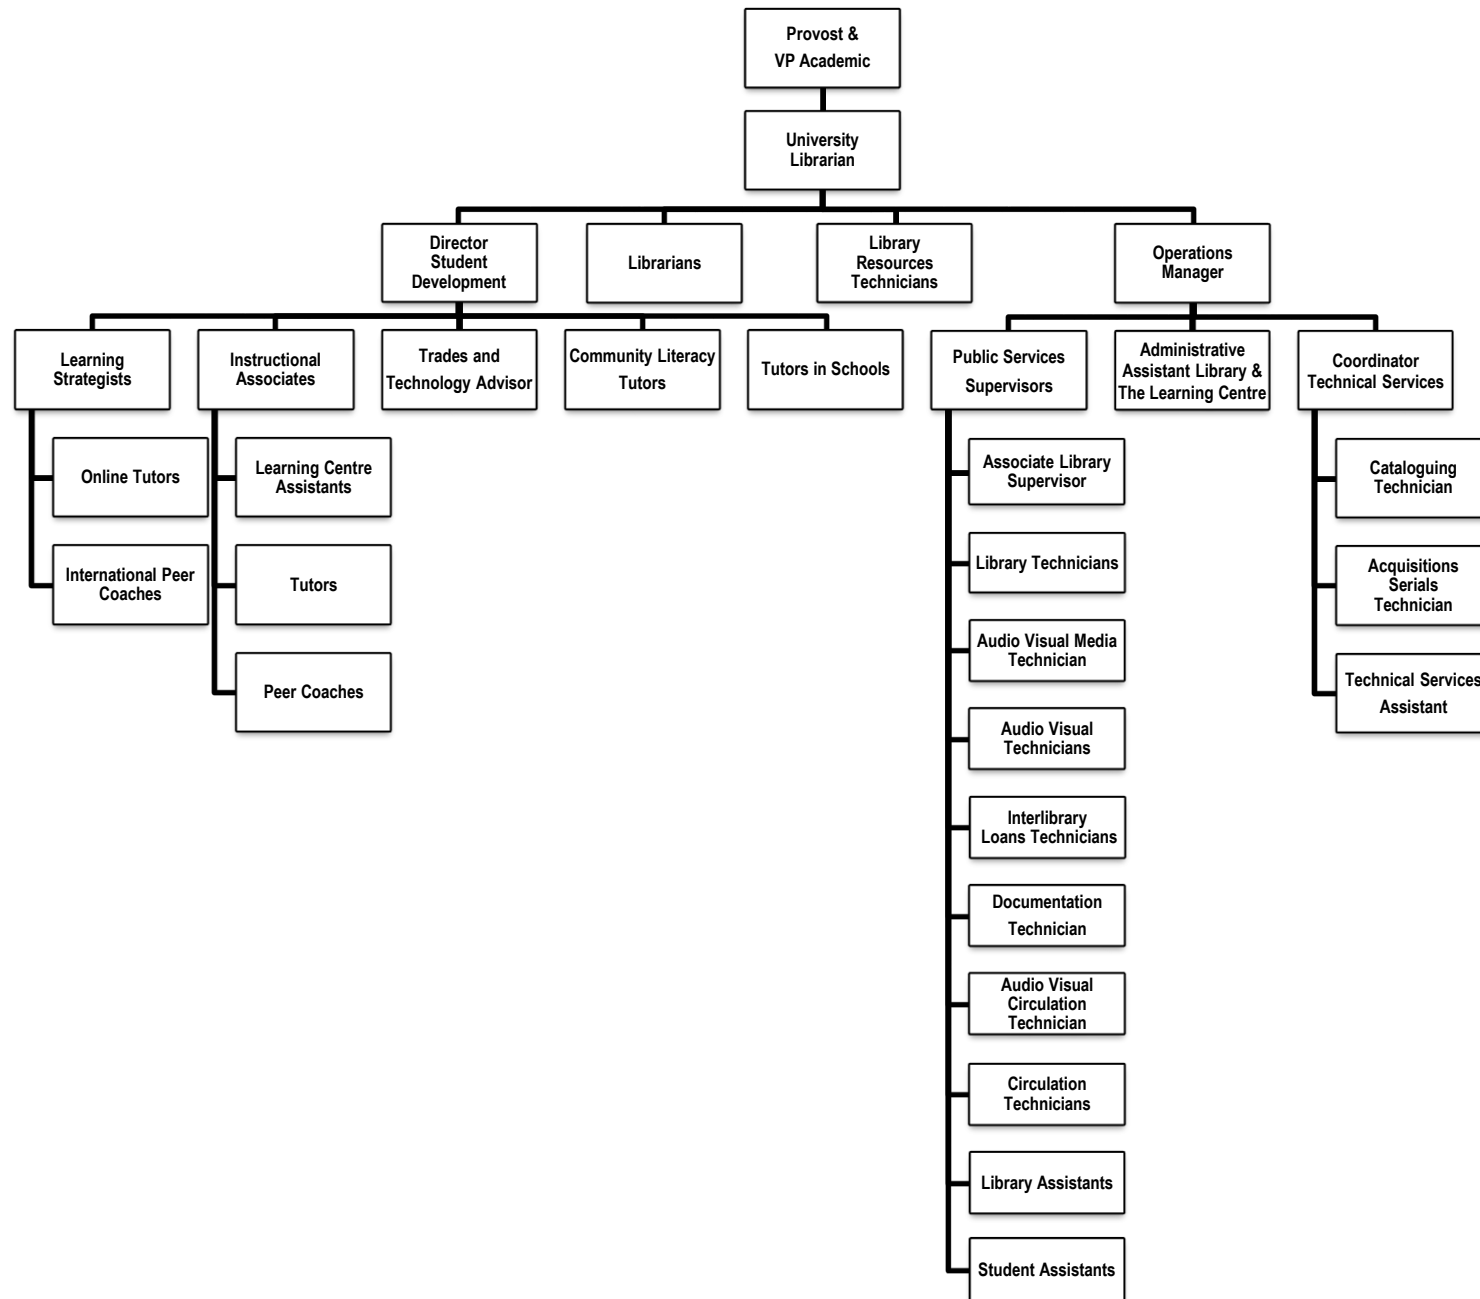 Provost &
VP Academic
University
Librarian
Director
Student
Development
Librarians
Library
Resources
Technicians
Operations
Manager
Learning
Strategists
Instructional
Associates
Trades and
Technology Advisor
Community Literacy
Tutors
Tutors in Schools
Public Services
Supervisors
Administrative
Assistant Library &
The Learning Centre
Coordinator
Technical Services
Online Tutors
International Peer
Coaches
Learning Centre
Assistants
Tutors
Peer Coaches
Associate Library
Supervisor
Library Technicians
Audio Visual Media
Technician
Audio Visual
Technicians
Interlibrary
Loans Technicians
Documentation
Technician
Audio Visual
Circulation
Technician
Circulation
Technicians
Library Assistants
Student Assistants
Cataloguing
Technician
Acquisitions
Serials
Technician
Technical Services
Assistant